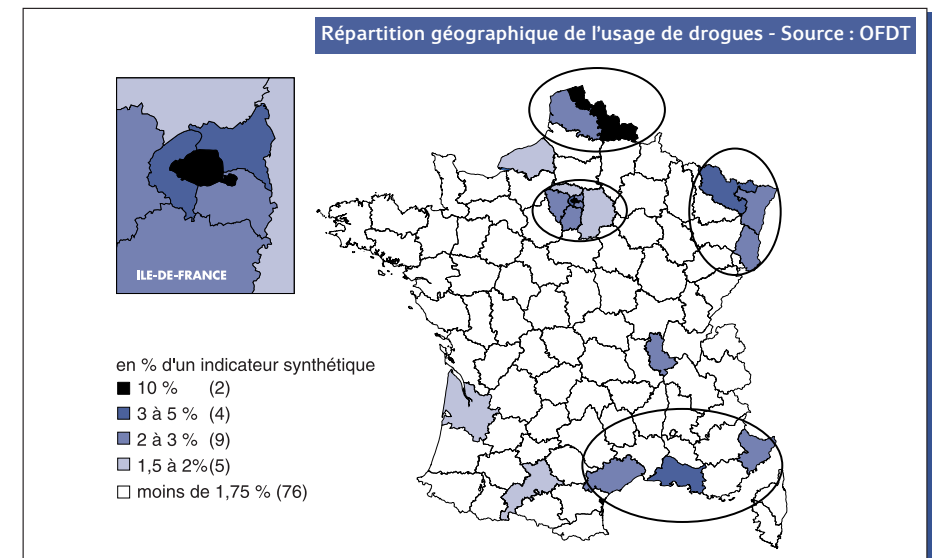 Répartition géographique de l'usage de drogues - Source : OFDT
ILE-DE-FRANCE
en % d'un indicateur synthétique
10 % (2)
3 à 5 % (4)
2 à 3 % (9)
1,5 à 2%(5)
moins de 1,75 % (76)